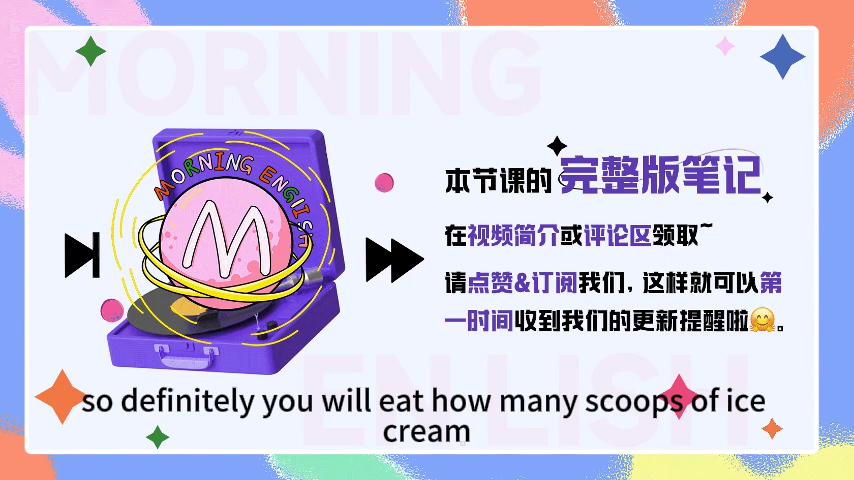 MORNING
MORNING ENGlISH
M
本节课的 完整版笔记
在视频简介或评论区领取~
请点赞&订阅我们，这样就可以第
一时间收到我们的更新提醒啦🤗。
EN LISH
so definitely you will eat how many scoops of ice
cream